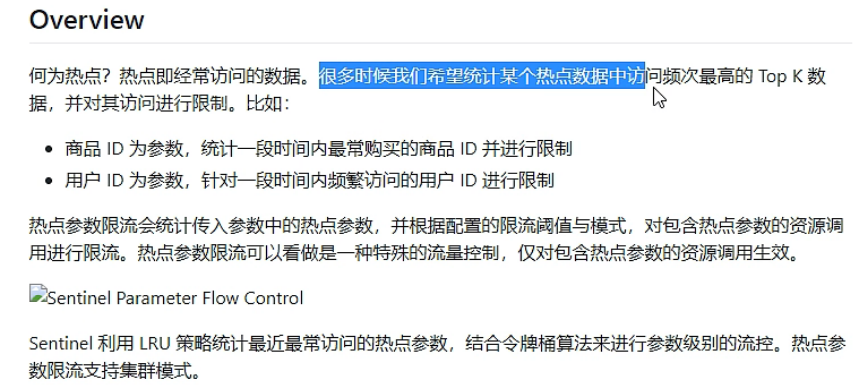 Overview
何为热点？热点即经常访问的数据。很多时候我们希望统计某个热点数据中访问频次最高的 Top K 数
据，并对其访问进行限制。比如：
• 商品 ID 为参数，统计一段时间内最常购买的商品 ID 并进行限制
• 用户 ID 为参数，针对一段时间内频繁访问的用户 ID 进行限制
热点参数限流会统计传入参数中的热点参数，并根据配置的限流阈值与模式，对包含热点参数的资源调
用进行限流。热点参数限流可以看做是一种特殊的流量控制，仅对包含热点参数的资源调用生效。
Sentinel Parameter Flow Control
Sentinel 利用 LRU 策略统计最近最常访问的热点参数，结合令牌桶算法来进行参数级别的流控。热点参
数限流支持集群模式。